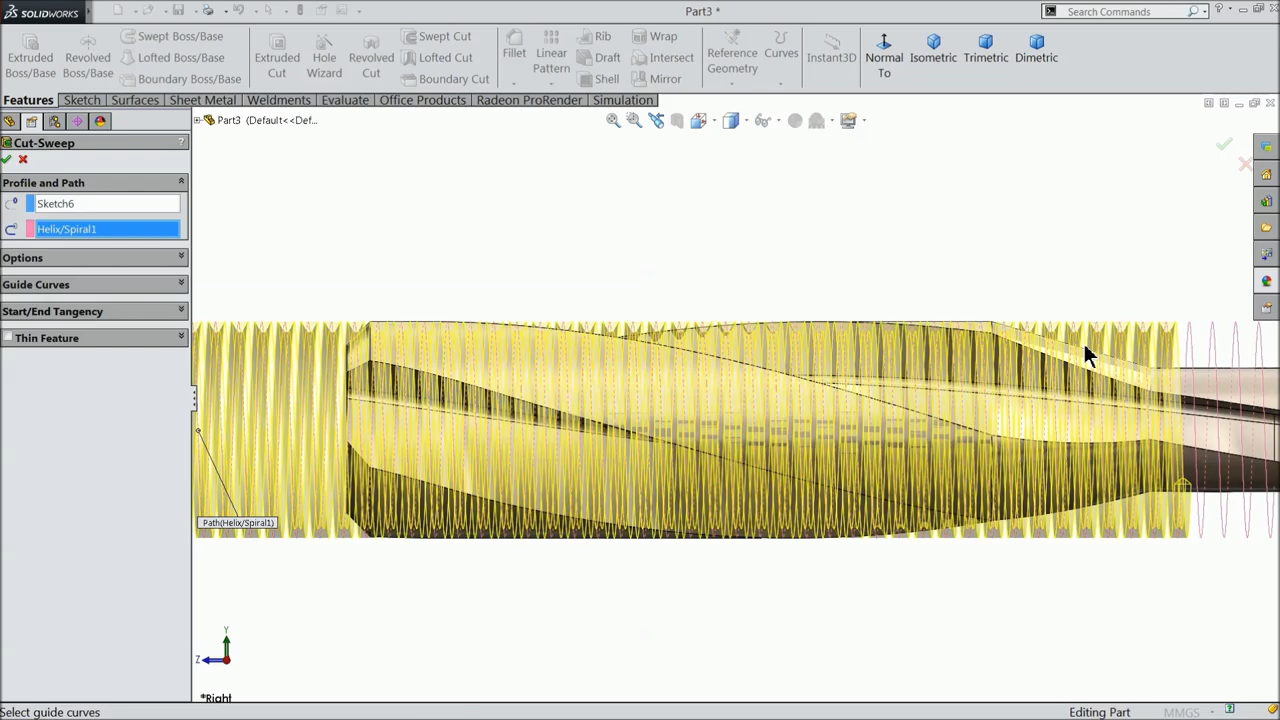 SOLIDWORKS
Part3 *
Search Commands
Extruded Boss/Base
Revolved Boss/Base
Swept Boss/Base
Lofted Boss/Base
Boundary Boss/Base
Extruded Cut
Hole Wizard
Revolved Cut
Swept Cut
Lofted Cut
Boundary Cut
Fillet
Linear Pattern
Rib
Draft
Shell
Wrap
Intersect
Mirror
Reference Geometry
Curves
Instant3D
Normal To
Isometric
Trimetric
Dimetric
Features
Sketch
Surfaces
Sheet Metal
Weldments
Evaluate
Office Products
Radeon ProRender
Simulation
Part3 (Default<<Def...
Cut-Sweep
?
Profile and Path
Sketch6
Helix/Spiral1
Options
Guide Curves
Start/End Tangency
Thin Feature
Path(Helix/Spiral1)
Y
Z
*Right
Select guide curves
Editing Part
MMGS